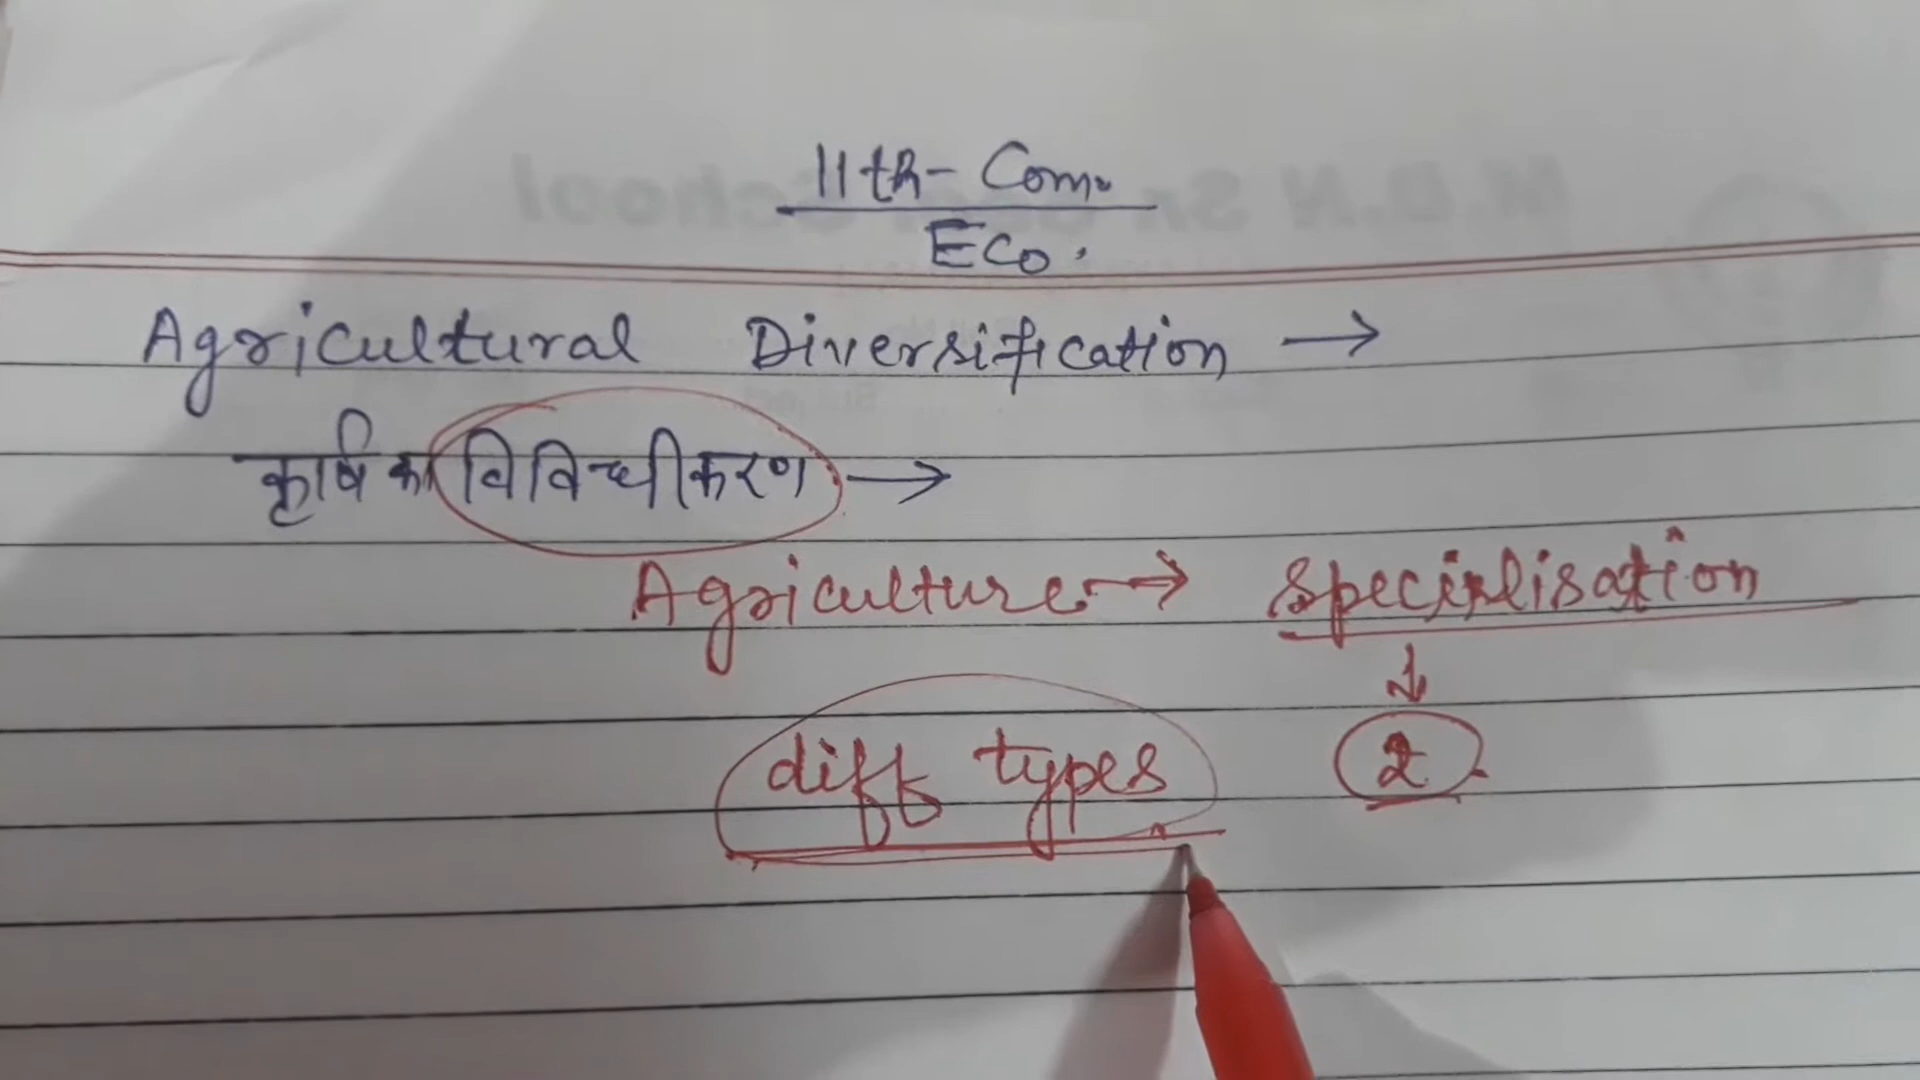 11th - Com.
Eco.
Agricultural Diversification →
कृषि का विविधीकरण →
Agriculture → Specialisation
↓
diff types 2